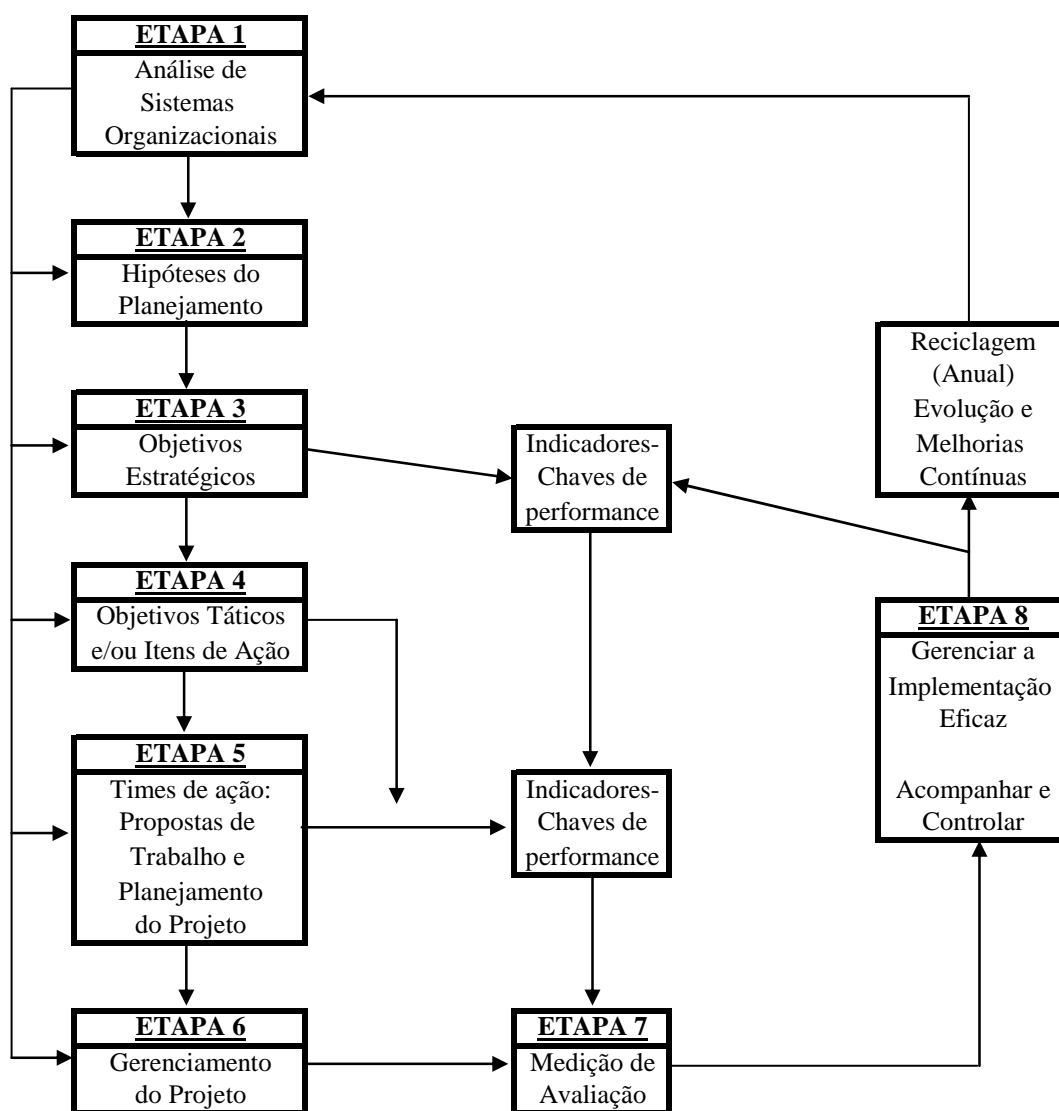 ETAPA 1
Análise de
Sistemas
Organizacionais
ETAPA 2
Hipóteses do
Planejamento
ETAPA 3
Objetivos
Estratégicos
ETAPA 4
Objetivos Táticos
e/ou Itens de Ação
ETAPA 5
Times de ação:
Propostas de
Trabalho e
Planejamento
do Projeto
ETAPA 6
Gerenciamento
do Projeto
Indicadores-
Chaves de
performance
Indicadores-
Chaves de
performance
ETAPA 7
Medição de
Avaliação
Reciclagem
(Anual)
Evolução e
Melhorias
Contínuas
ETAPA 8
Gerenciar a
Implementação
Eficaz
Acompanhar e
Controlar